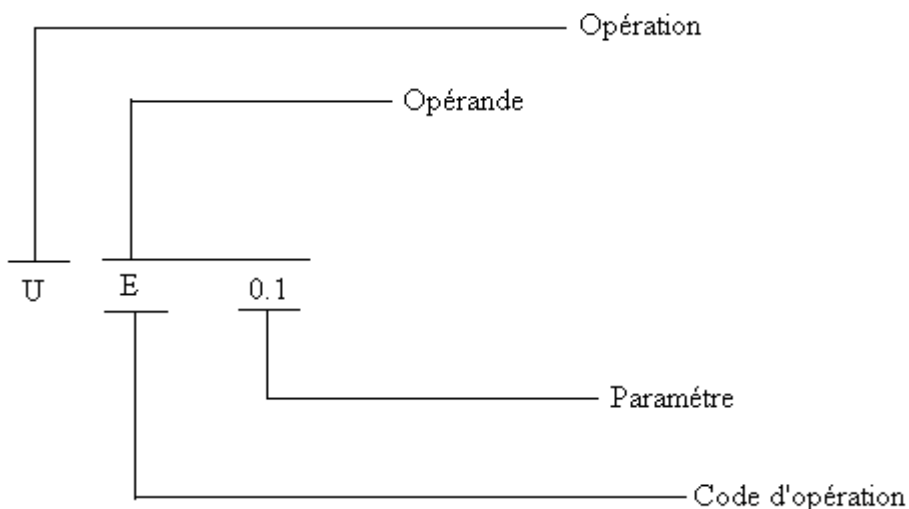 Opération
Opérande
U E 0.1
Paramétre
Code d'opération